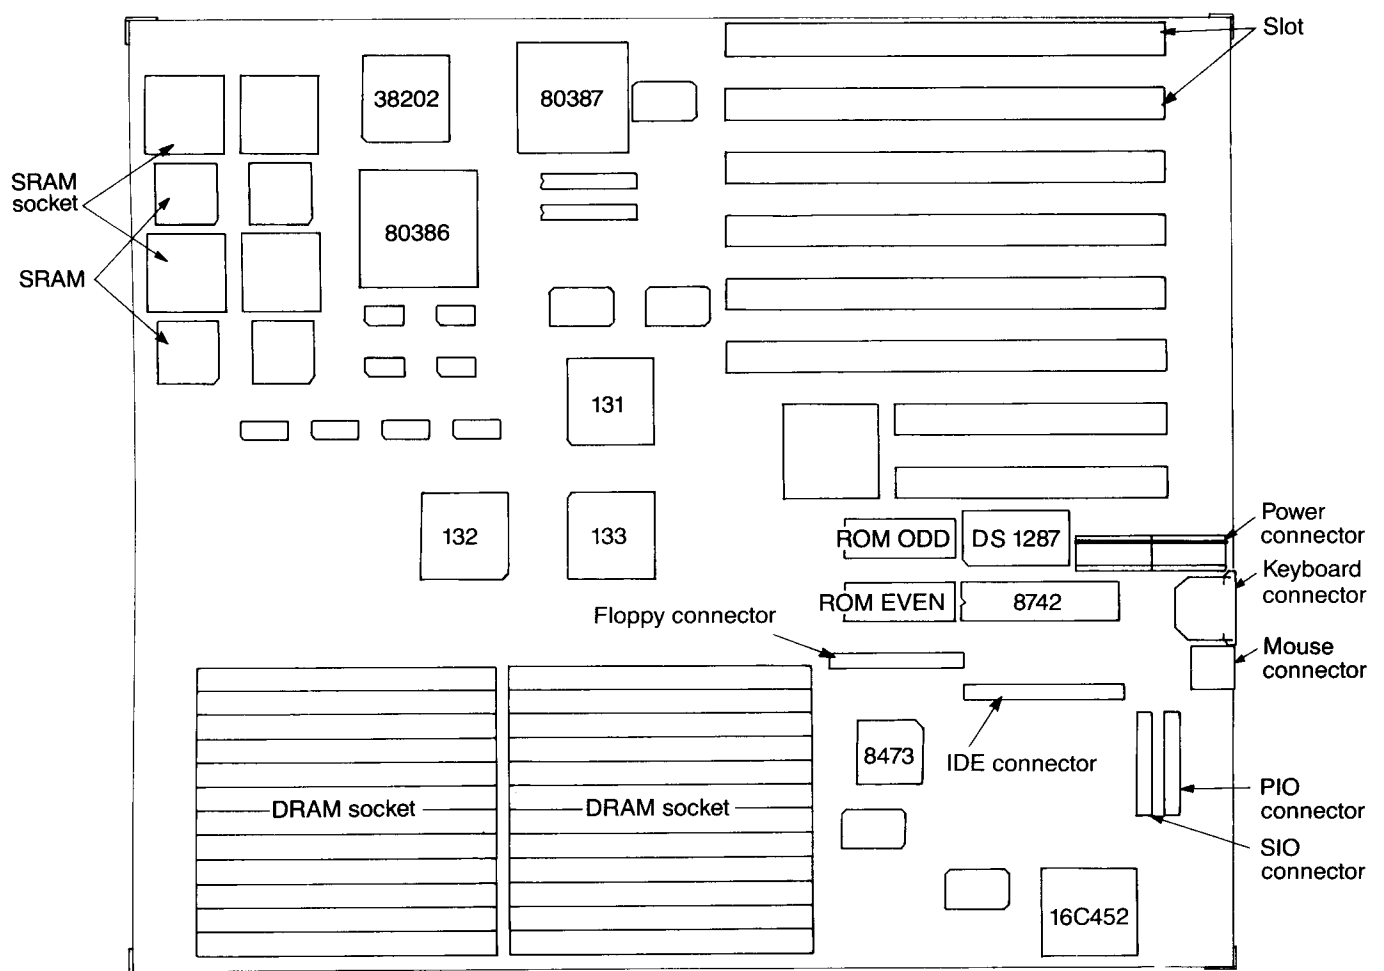 Slot
38202
80387
SRAM
socket
80386
SRAM
131
Power
connector
132
133
ROM ODD
DS 1287
Keyboard
connector
ROM EVEN
8742
Floppy connector
Mouse
connector
8473
IDE connector
PIO
connector
DRAM socket
DRAM socket
SIO
connector
16C452